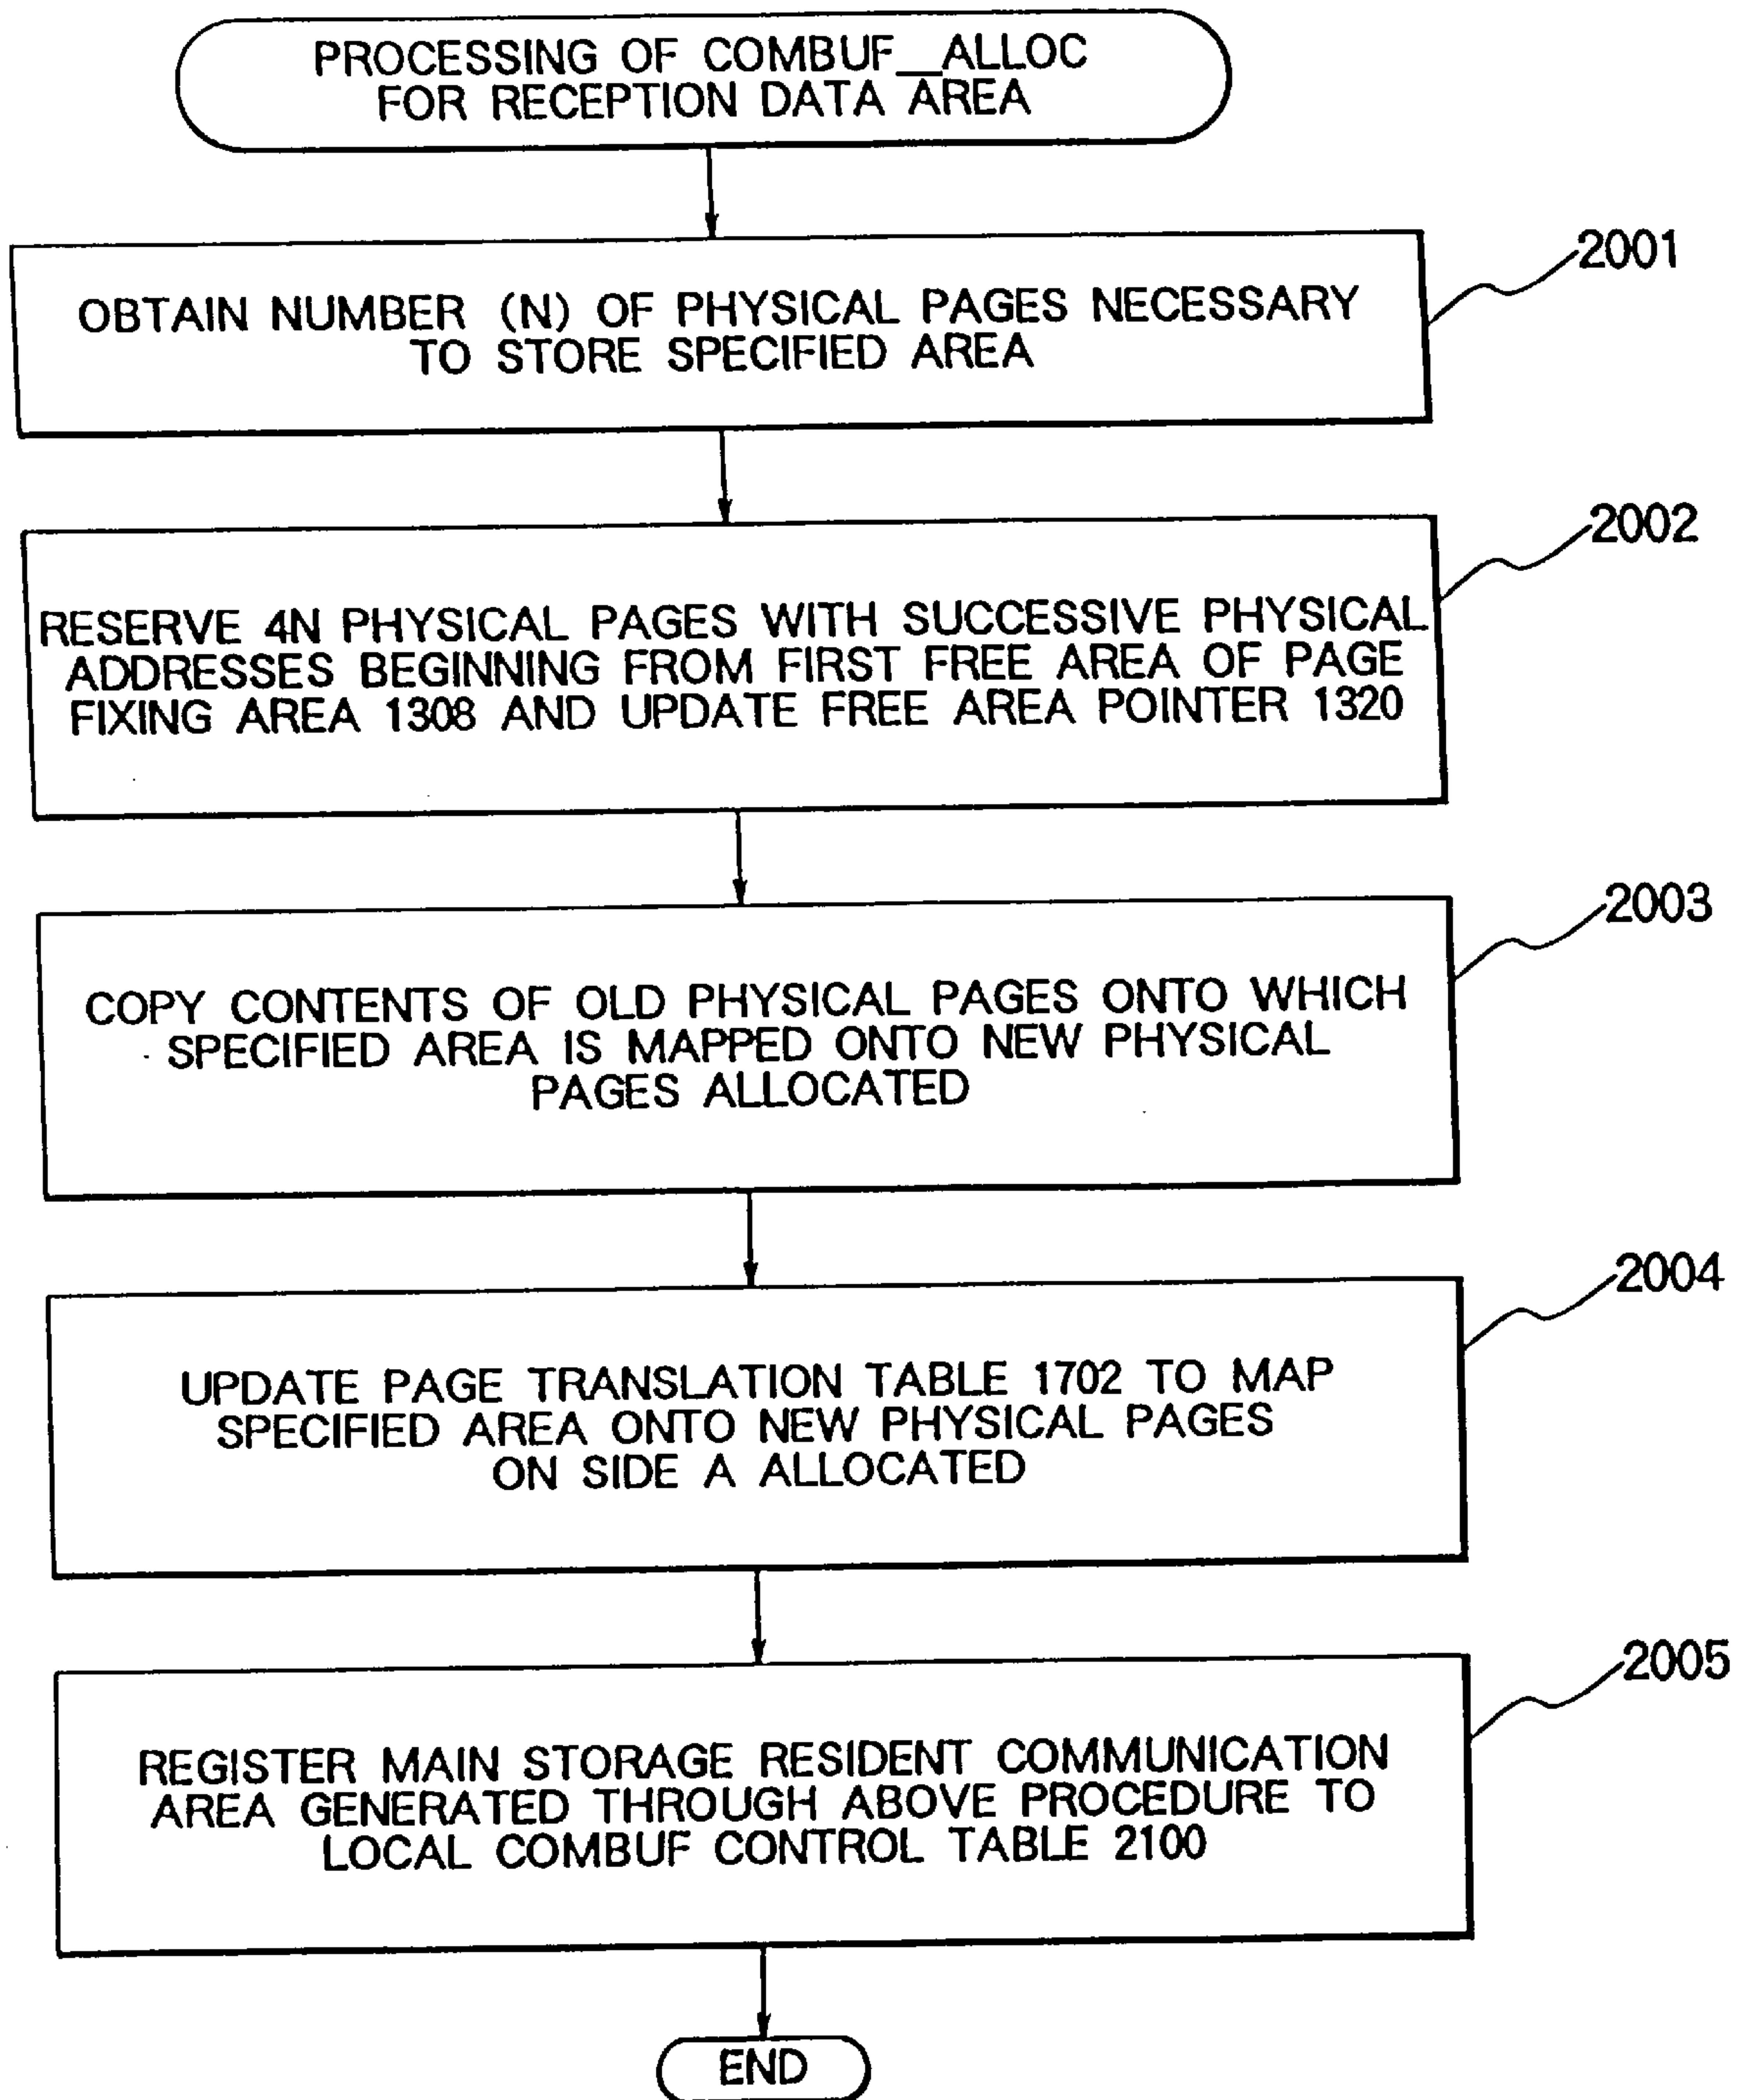 PROCESSING OF COMBUF__ALLOC
FOR RECEPTION DATA AREA
2001
OBTAIN NUMBER (N) OF PHYSICAL PAGES NECESSARY
TO STORE SPECIFIED AREA
2002
RESERVE 4N PHYSICAL PAGES WITH SUCCESSIVE PHYSICAL
ADDRESSES BEGINNING FROM FIRST FREE AREA OF PAGE
FIXING AREA 1308 AND UPDATE FREE AREA POINTER 1320
2003
COPY CONTENTS OF OLD PHYSICAL PAGES ONTO WHICH
SPECIFIED AREA IS MAPPED ONTO NEW PHYSICAL
PAGES ALLOCATED
2004
UPDATE PAGE TRANSLATION TABLE 1702 TO MAP
SPECIFIED AREA ONTO NEW PHYSICAL PAGES
ON SIDE A ALLOCATED
2005
REGISTER MAIN STORAGE RESIDENT COMMUNICATION
AREA GENERATED THROUGH ABOVE PROCEDURE TO
LOCAL COMBUF CONTROL TABLE 2100
END